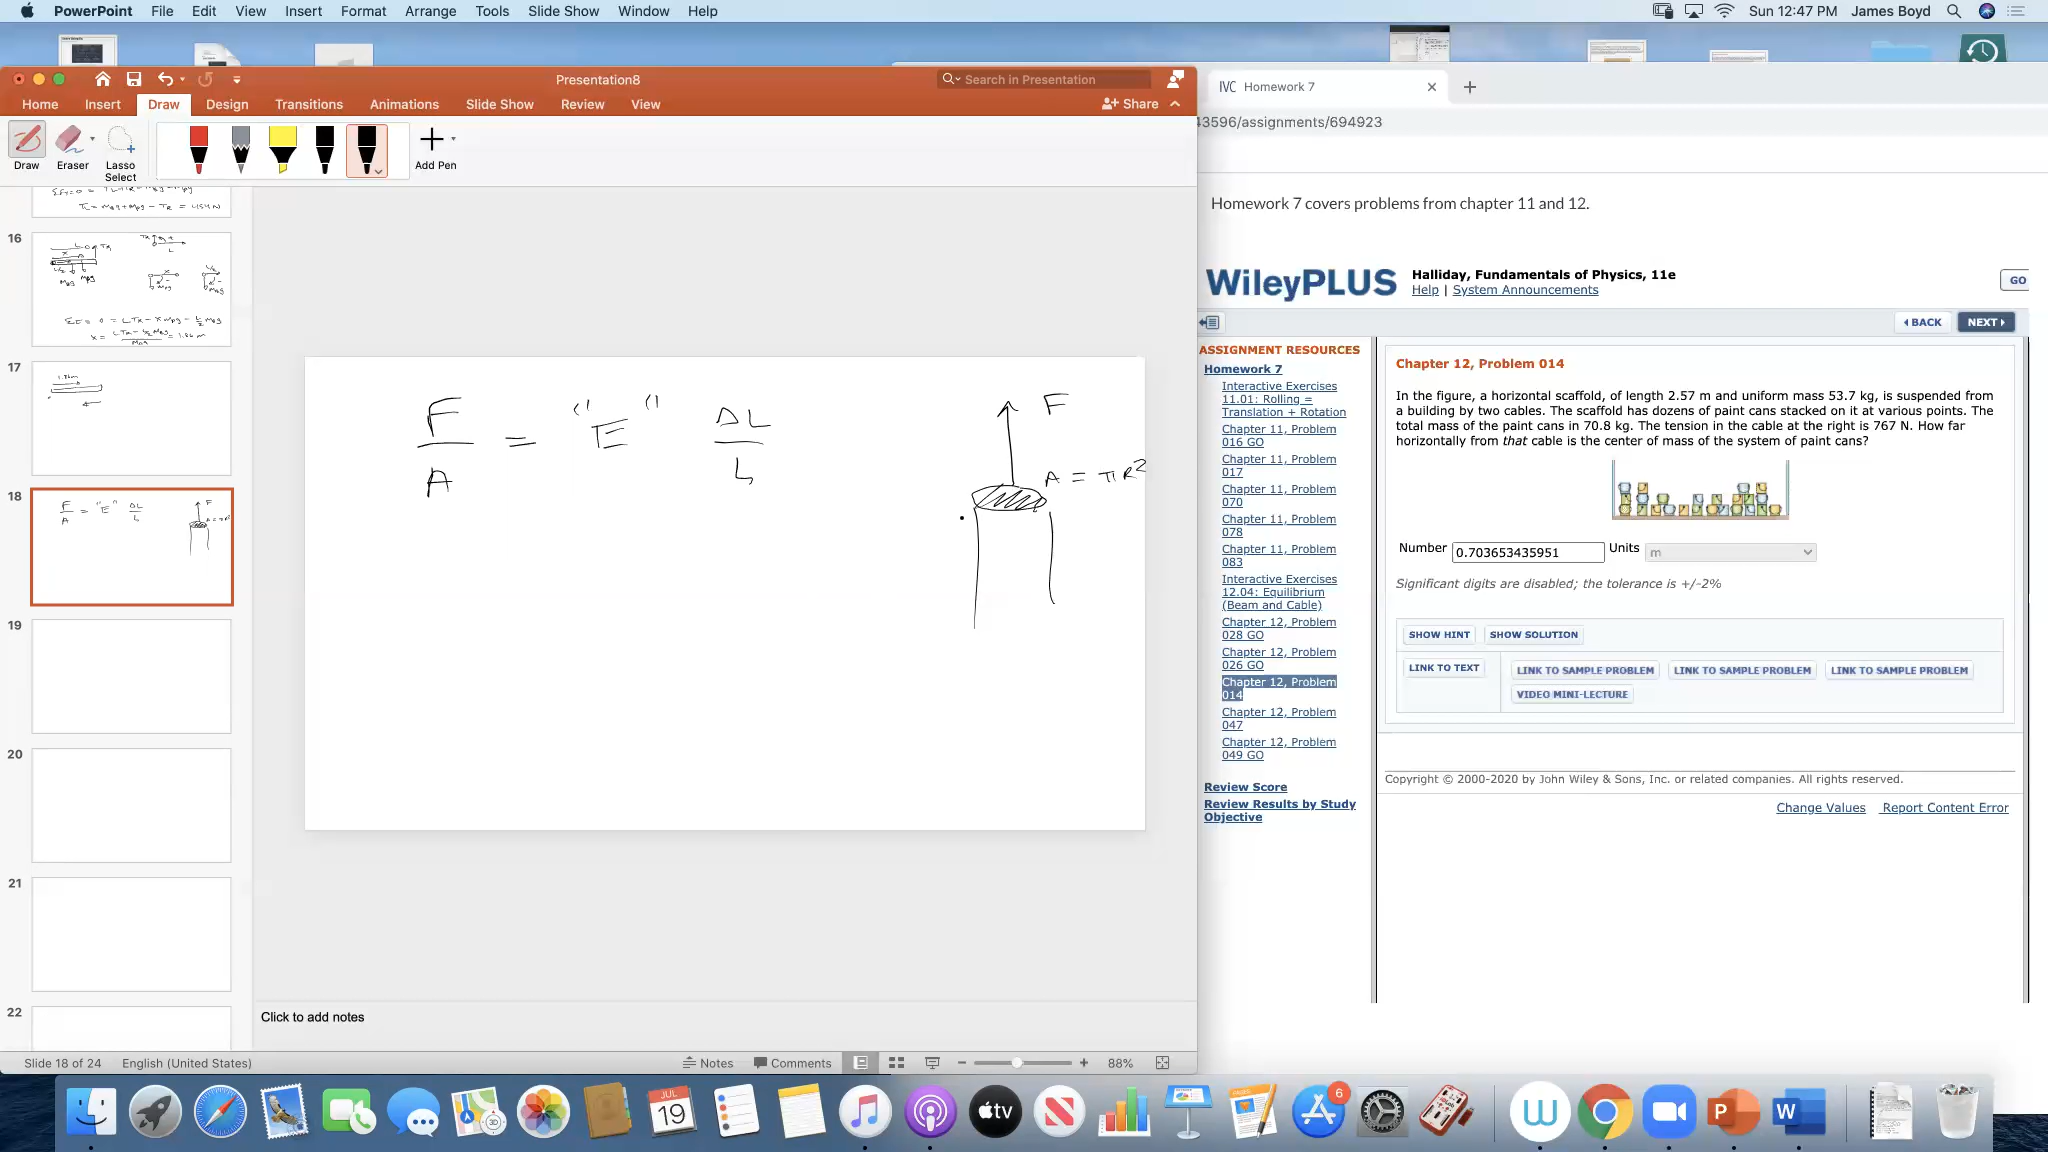 PowerPoint File Edit View Insert Format Arrange Tools Slide Show Window Help Sun 12:47 PM James Boyd
Presentation8
Search in Presentation
Home Insert Draw Design Transitions Animations Slide Show Review View Share
Draw
Eraser
Lasso Select
Add Pen
16
17
18
19
20
21
22
F/A = "E" ΔL/L
F
A = πR²
Click to add notes
Slide 18 of 24 English (United States) Notes Comments 88%
IVC Homework 7
43596/assignments/694923
Homework 7 covers problems from chapter 11 and 12.
WileyPLUS
Halliday, Fundamentals of Physics, 11e
Help | System Announcements
GO
BACK NEXT
ASSIGNMENT RESOURCES
Homework 7
Interactive Exercises
11.01: Rolling =
Translation + Rotation
Chapter 11, Problem
016 GO
Chapter 11, Problem
017
Chapter 11, Problem
070
Chapter 11, Problem
078
Chapter 11, Problem
083
Interactive Exercises
12.04: Equilibrium
(Beam and Cable)
Chapter 12, Problem
028 GO
Chapter 12, Problem
026 GO
Chapter 12, Problem
014
Chapter 12, Problem
047
Chapter 12, Problem
049 GO
Review Score
Review Results by Study
Objective
Chapter 12, Problem 014
In the figure, a horizontal scaffold, of length 2.57 m and uniform mass 53.7 kg, is suspended from
a building by two cables. The scaffold has dozens of paint cans stacked on it at various points. The
total mass of the paint cans in 70.8 kg. The tension in the cable at the right is 767 N. How far
horizontally from that cable is the center of mass of the system of paint cans?
Number 0.703653435951 Units m
Significant digits are disabled; the tolerance is +/-2%
SHOW HINT SHOW SOLUTION
LINK TO TEXT LINK TO SAMPLE PROBLEM LINK TO SAMPLE PROBLEM LINK TO SAMPLE PROBLEM
VIDEO MINI-LECTURE
Copyright © 2000-2020 by John Wiley & Sons, Inc. or related companies. All rights reserved.
Change Values Report Content Error
JUL
19
tv
6